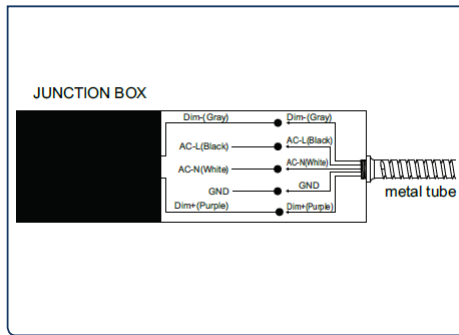 JUNCTION BOX
Dim-(Gray) Dim-(Gray)
AC-L(Black) AC-L(Black)
AC-N(White) AC-N(White)
GND GND
metal tube
Dim+(Purple) Dim+(Purple)